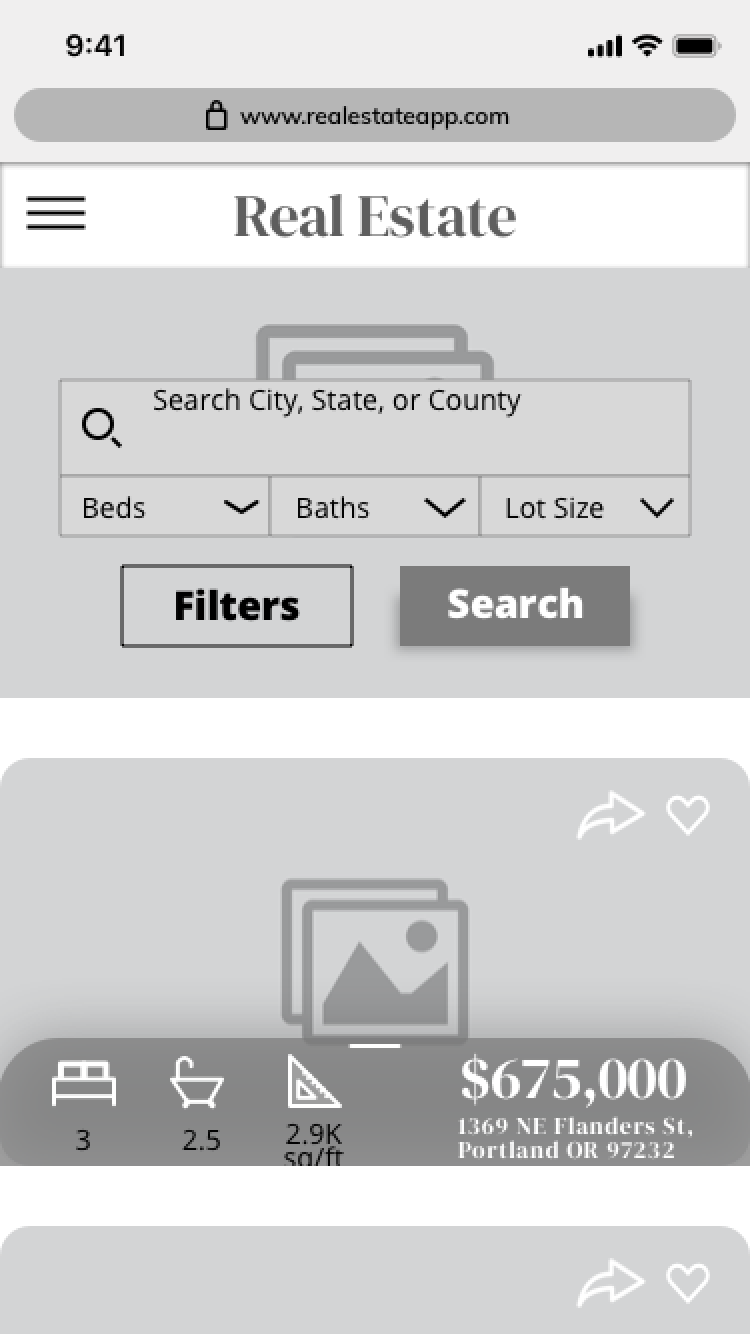 9:41
www.realestateapp.com
Real Estate
Search City, State, or County
Beds Baths Lot Size
Filters Search
$675,000
3 2.5 2.9K
sq/ft
1369 NE Flanders St,
Portland OR 97232